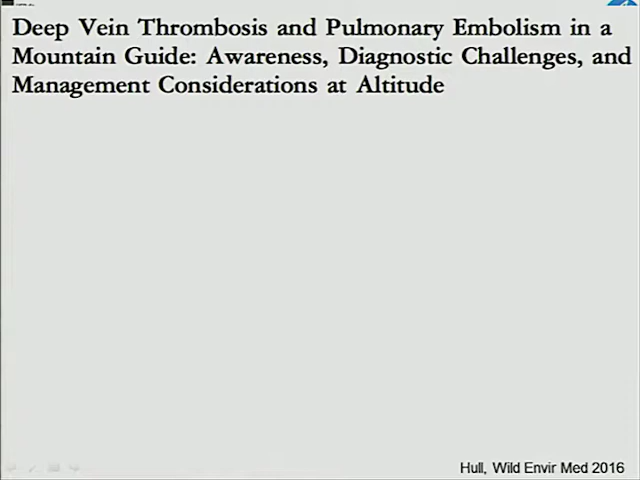 Deep Vein Thrombosis and Pulmonary Embolism in a
Mountain Guide: Awareness, Diagnostic Challenges, and
Management Considerations at Altitude
Hull, Wild Envir Med 2016